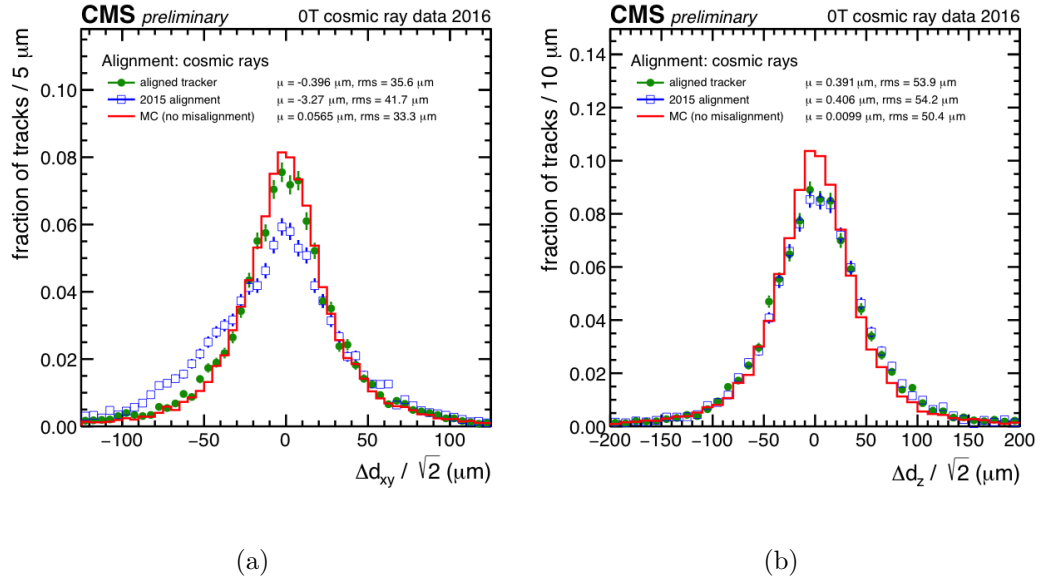 CMS preliminary 0T cosmic ray data 2016
fraction of tracks / 5 μm
0.10
0.08
0.06
0.04
0.02
0.00
Alignment: cosmic rays
aligned tracker μ = -0.396 μm, rms = 35.6 μm
2015 alignment μ = -3.27 μm, rms = 41.7 μm
MC (no misalignment) μ = 0.0565 μm, rms = 33.3 μm
−100 −50 0 50 100
Δd_xy / √2 (μm)
(a)
CMS preliminary 0T cosmic ray data 2016
fraction of tracks / 10 μm
0.14
0.12
0.10
0.08
0.06
0.04
0.02
0.00
Alignment: cosmic rays
aligned tracker μ = 0.391 μm, rms = 53.9 μm
2015 alignment μ = 0.406 μm, rms = 54.2 μm
MC (no misalignment) μ = 0.0099 μm, rms = 50.4 μm
−200 −150 −100 −50 0 50 100 150 200
Δd_z / √2 (μm)
(b)